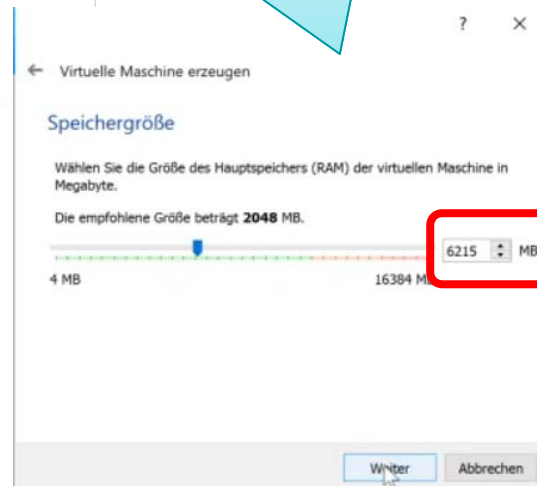 ? ×
← Virtuelle Maschine erzeugen
Speichergröße
Wählen Sie die Größe des Hauptspeichers (RAM) der virtuellen Maschine in
Megabyte.
Die empfohlene Größe beträgt 2048 MB.
6215 MB
4 MB 16384 MB
Weiter Abbrechen